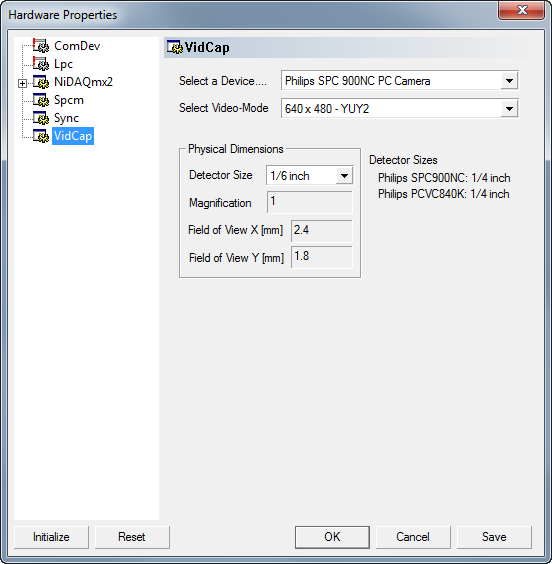 Hardware Properties
ComDev
Lpc
NiDAQmx2
Spcm
Sync
VidCap
VidCap
Select a Device.... Philips SPC 900NC PC Camera
Select Video-Mode 640 x 480 - YUY2
Physical Dimensions
Detector Size 1/6 inch
Magnification 1
Field of View X [mm] 2.4
Field of View Y [mm] 1.8
Detector Sizes
Philips SPC900NC: 1/4 inch
Philips PCVC840K: 1/4 inch
Initialize Reset OK Cancel Save